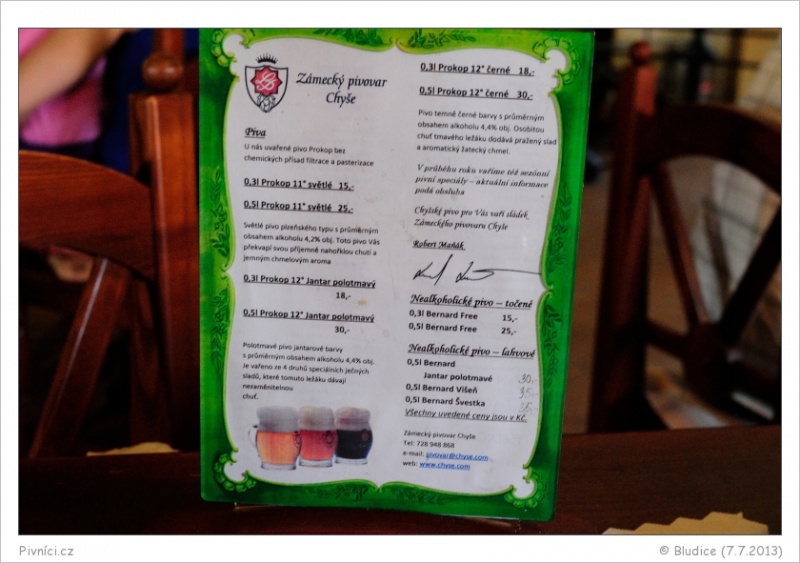 Zámecký pivovar
Chyše
Piva
U nás uvařené pivo Prokop bez
chemických přísad filtrace a pasterizace
0,3l Prokop 11° světlé 15,-
0,5l Prokop 11° světlé 25,-
Světlé pivo plzeňského typu s průměrným
obsahem alkoholu 4,2% obj. Toto pivo Vás
překvapí svou příjemně nahořklou chutí a
jemným chmelovým aroma
0,3l Prokop 12° Jantar polotmavý
18,-
0,5l Prokop 12° Jantar polotmavý
30,-
Polotmavé pivo jantarové barvy
s průměrným obsahem alkoholu 4,4% obj.
Je vařeno ze 4 druhů speciálních ječných
sladů, které tomuto ležáku dávají
nesaměnitelnou
chuť.
0,3l Prokop 12° černé 18,-
0,5l Prokop 12° černé 30,-
Pivo temně černé barvy s průměrným
obsahem alkoholu 4,4% obj. Osobitou
chuť tmavého ležáku dodává pražený slad
a aromatický žatecký chmel.
V průběhu roku vaříme též sezónní
pivní speciály – aktuální informace
podá obsluha
Chyšské pivo pro Vás vaří sládek
Zámeckého pivovaru Chyše
Robert Maňák
Nealkoholické pivo – točené
0,3l Bernard Free 15,-
0,5l Bernard Free 25,-
Nealkoholické pivo – lahvové
0,5l Bernard
Jantar polotmavé 30,-
0,5l Bernard Višeň 35,-
0,5l Bernard Švestka 35,-
Všechny uvedené ceny jsou v Kč.
Zámecký pivovar Chyše
Tel: 728 948 868
e-mail: pivovar@chyse.com
web: www.chyse.com
Pivníci.cz
© Bludice (7.7.2013)